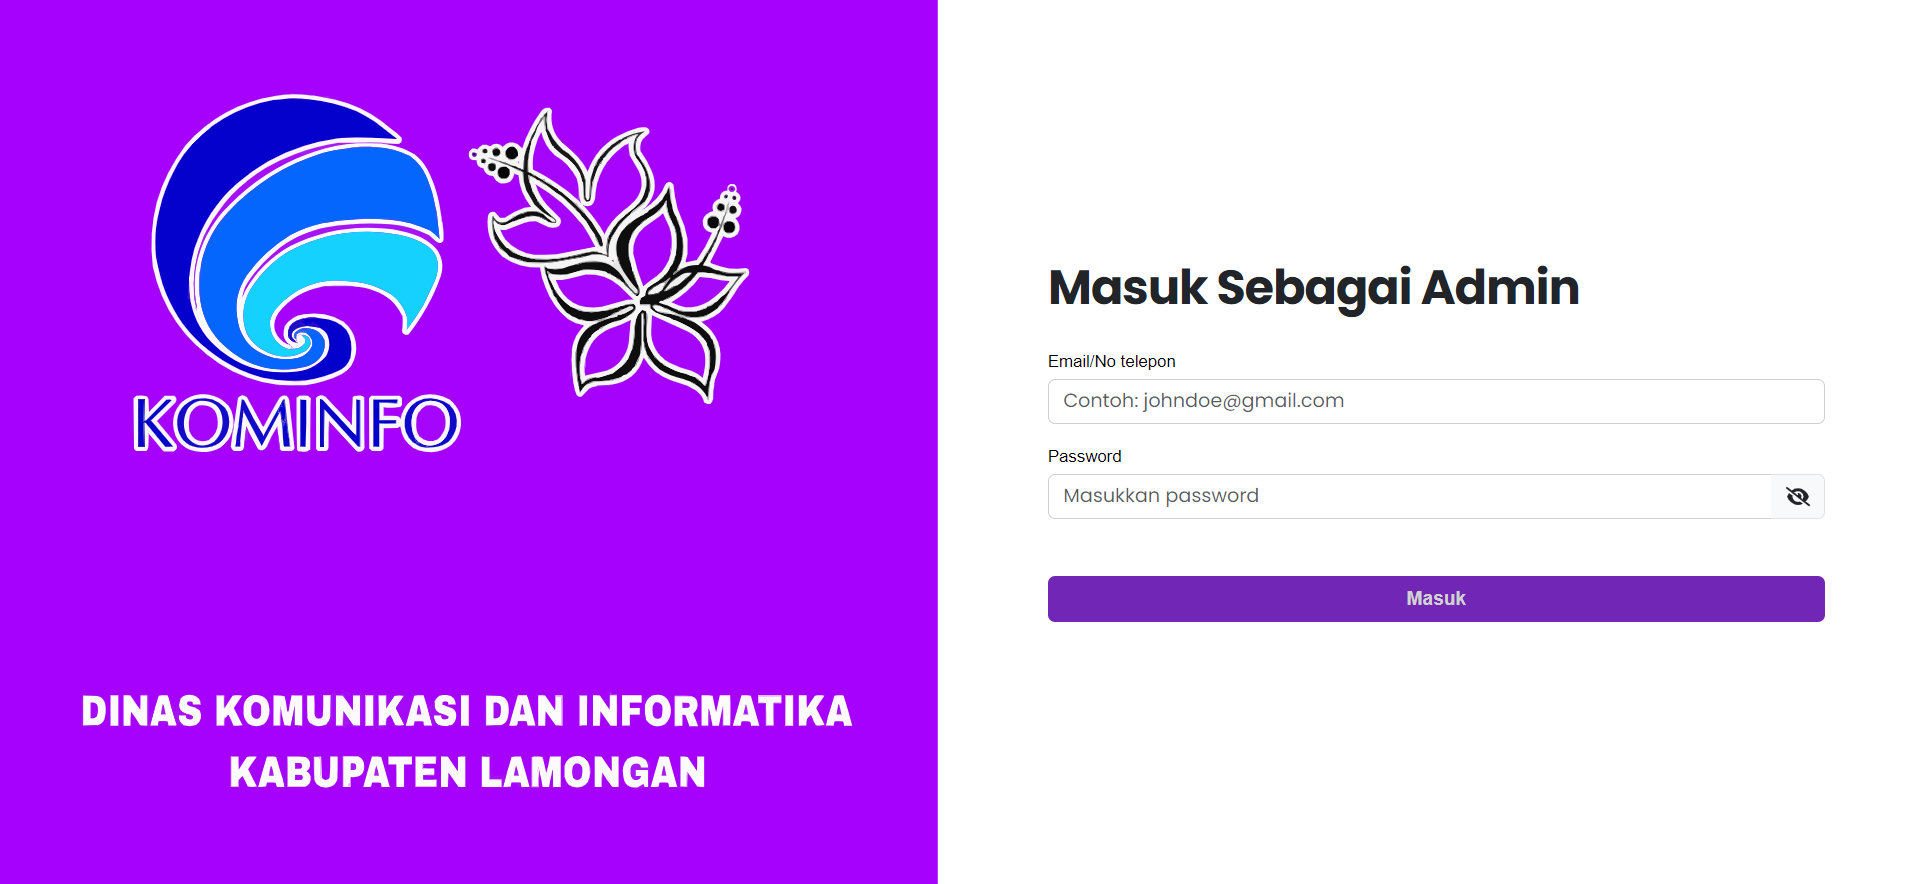 KOMINFO
DINAS KOMUNIKASI DAN INFORMATIKA
KABUPATEN LAMONGAN
Masuk Sebagai Admin
Email/No telepon
Contoh: johndoe@gmail.com
Password
Masukkan password
Masuk